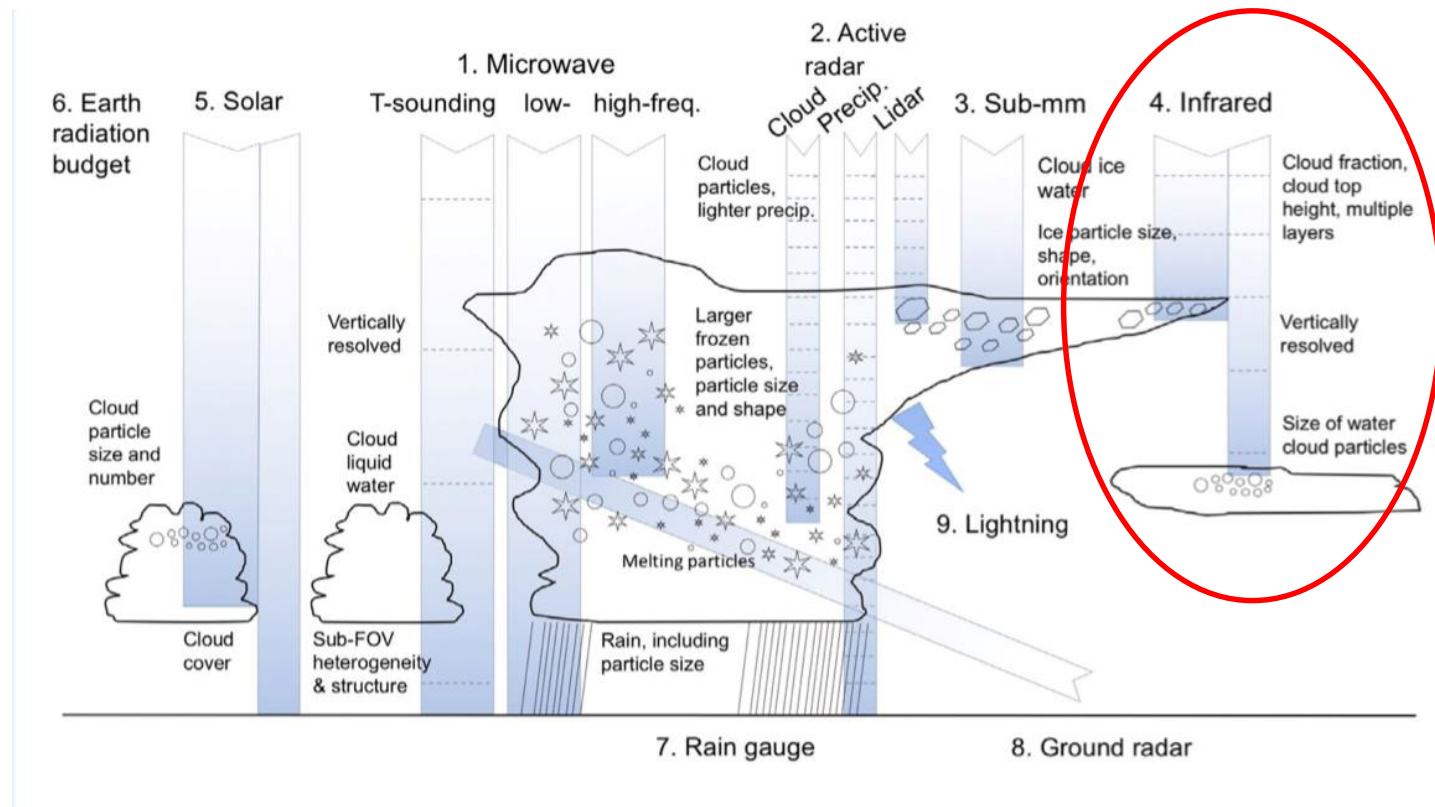 6. Earth
radiation
budget
5. Solar
1. Microwave
T-sounding low- high-freq.
2. Active
radar
Cloud
Precip.
Lidar
3. Sub-mm
4. Infrared
Cloud
particles,
lighter precip.
Cloud ice
water
Ice particle size,
shape,
orientation
Cloud fraction,
cloud top
height, multiple
layers
Vertically
resolved
Larger
frozen
particles,
particle size
and shape
Vertically
resolved
Cloud
particle
size and
number
Cloud
liquid
water
Size of water
cloud particles
9. Lightning
Melting particles
Cloud
cover
Sub-FOV
heterogeneity
& structure
Rain, including
particle size
7. Rain gauge
8. Ground radar